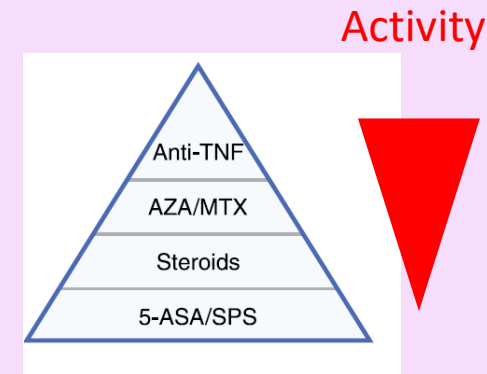 Activity
Anti-TNF
AZA/MTX
Steroids
5-ASA/SPS